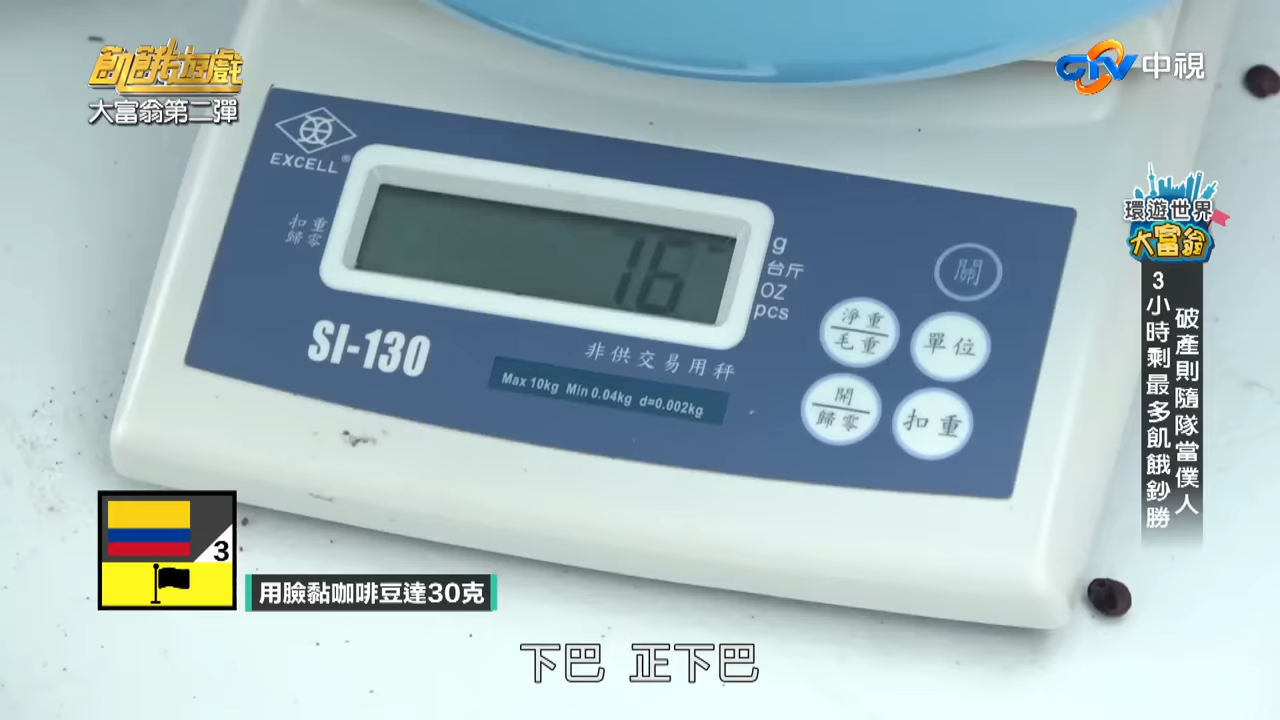 飢餓遊戲
大富翁第二彈
CTV中視
EXCELL®
扣重
歸零
16
g
台斤
OZ
pcs
SI-130
非供交易用秤
Max 10kg Min 0.04kg d=0.002kg
關
淨重
毛重
單位
開
歸零
扣重
環遊世界
大富翁
破產則隨隊當僕人
3小時剩最多飢餓鈔勝
3
用臉黏咖啡豆達30克
下巴 正下巴